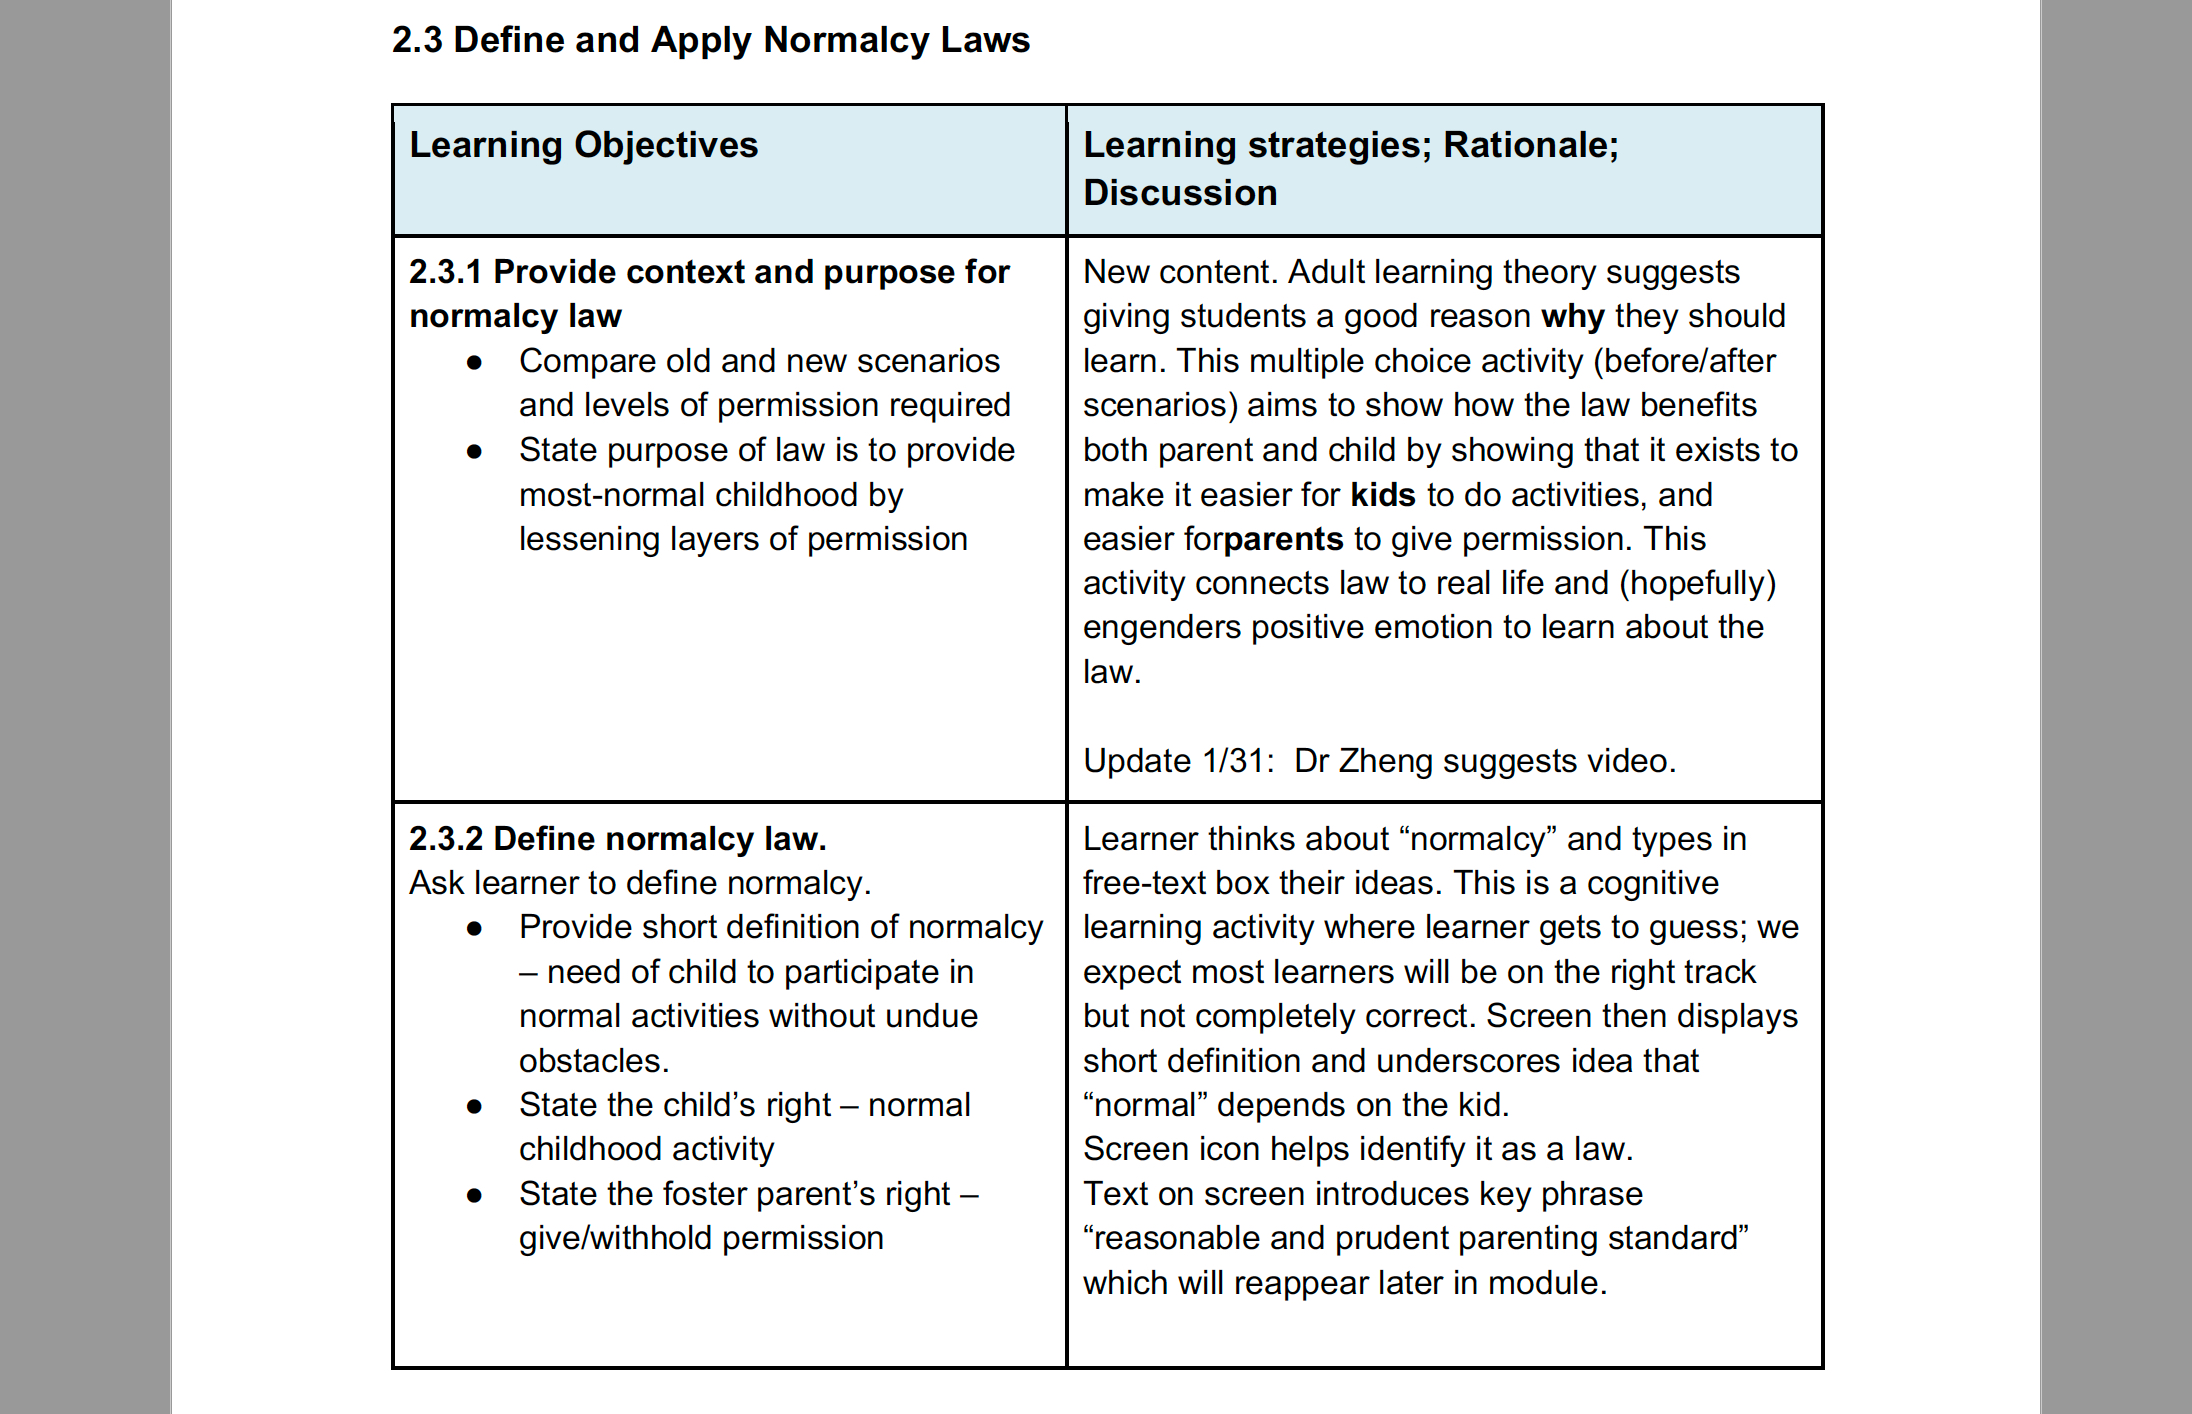 2.3 Define and Apply Normalcy Laws
Learning Objectives
Learning strategies; Rationale;
Discussion
2.3.1 Provide context and purpose for
normalcy law
● Compare old and new scenarios
and levels of permission required
● State purpose of law is to provide
most-normal childhood by
lessening layers of permission
New content. Adult learning theory suggests
giving students a good reason why they should
learn. This multiple choice activity (before/after
scenarios) aims to show how the law benefits
both parent and child by showing that it exists to
make it easier for kids to do activities, and
easier forparents to give permission. This
activity connects law to real life and (hopefully)
engenders positive emotion to learn about the
law.
Update 1/31:  Dr Zheng suggests video.
2.3.2 Define normalcy law.
Ask learner to define normalcy.
● Provide short definition of normalcy
– need of child to participate in
normal activities without undue
obstacles.
● State the child’s right – normal
childhood activity
● State the foster parent’s right –
give/withhold permission
Learner thinks about “normalcy” and types in
free-text box their ideas. This is a cognitive
learning activity where learner gets to guess; we
expect most learners will be on the right track
but not completely correct. Screen then displays
short definition and underscores idea that
“normal” depends on the kid.
Screen icon helps identify it as a law.
Text on screen introduces key phrase
“reasonable and prudent parenting standard”
which will reappear later in module.